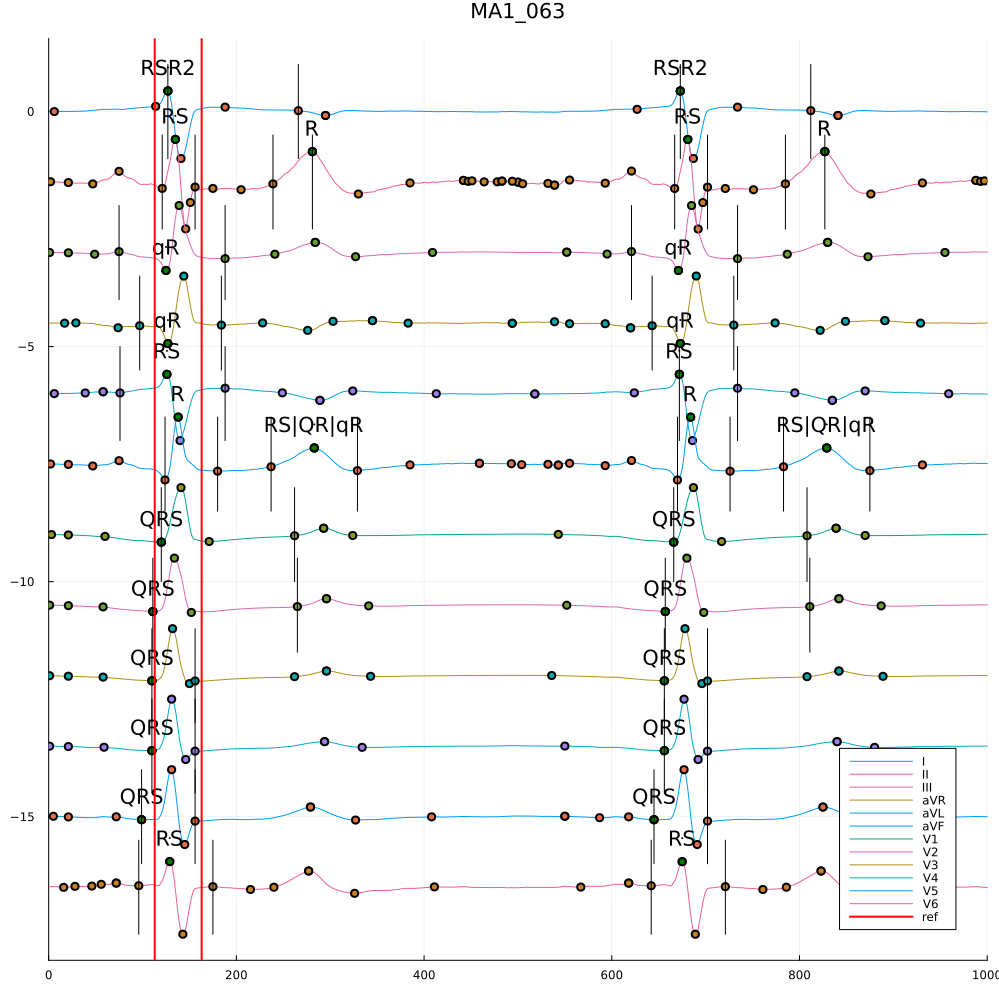 MA1_063
RSR2 RSR2
0
RS RS
R R
qR qR
qR qR
−5
RS RS
R R
RS|QR|qR RS|QR|qR
QRS QRS
−10
QRS QRS
QRS QRS
QRS QRS
I
II
III
aVR
QRS QRS
aVL
aVF
−15
V1
RS RS
V2
V3
V4
V5
V6
ref
0 200 400 600 800 1000